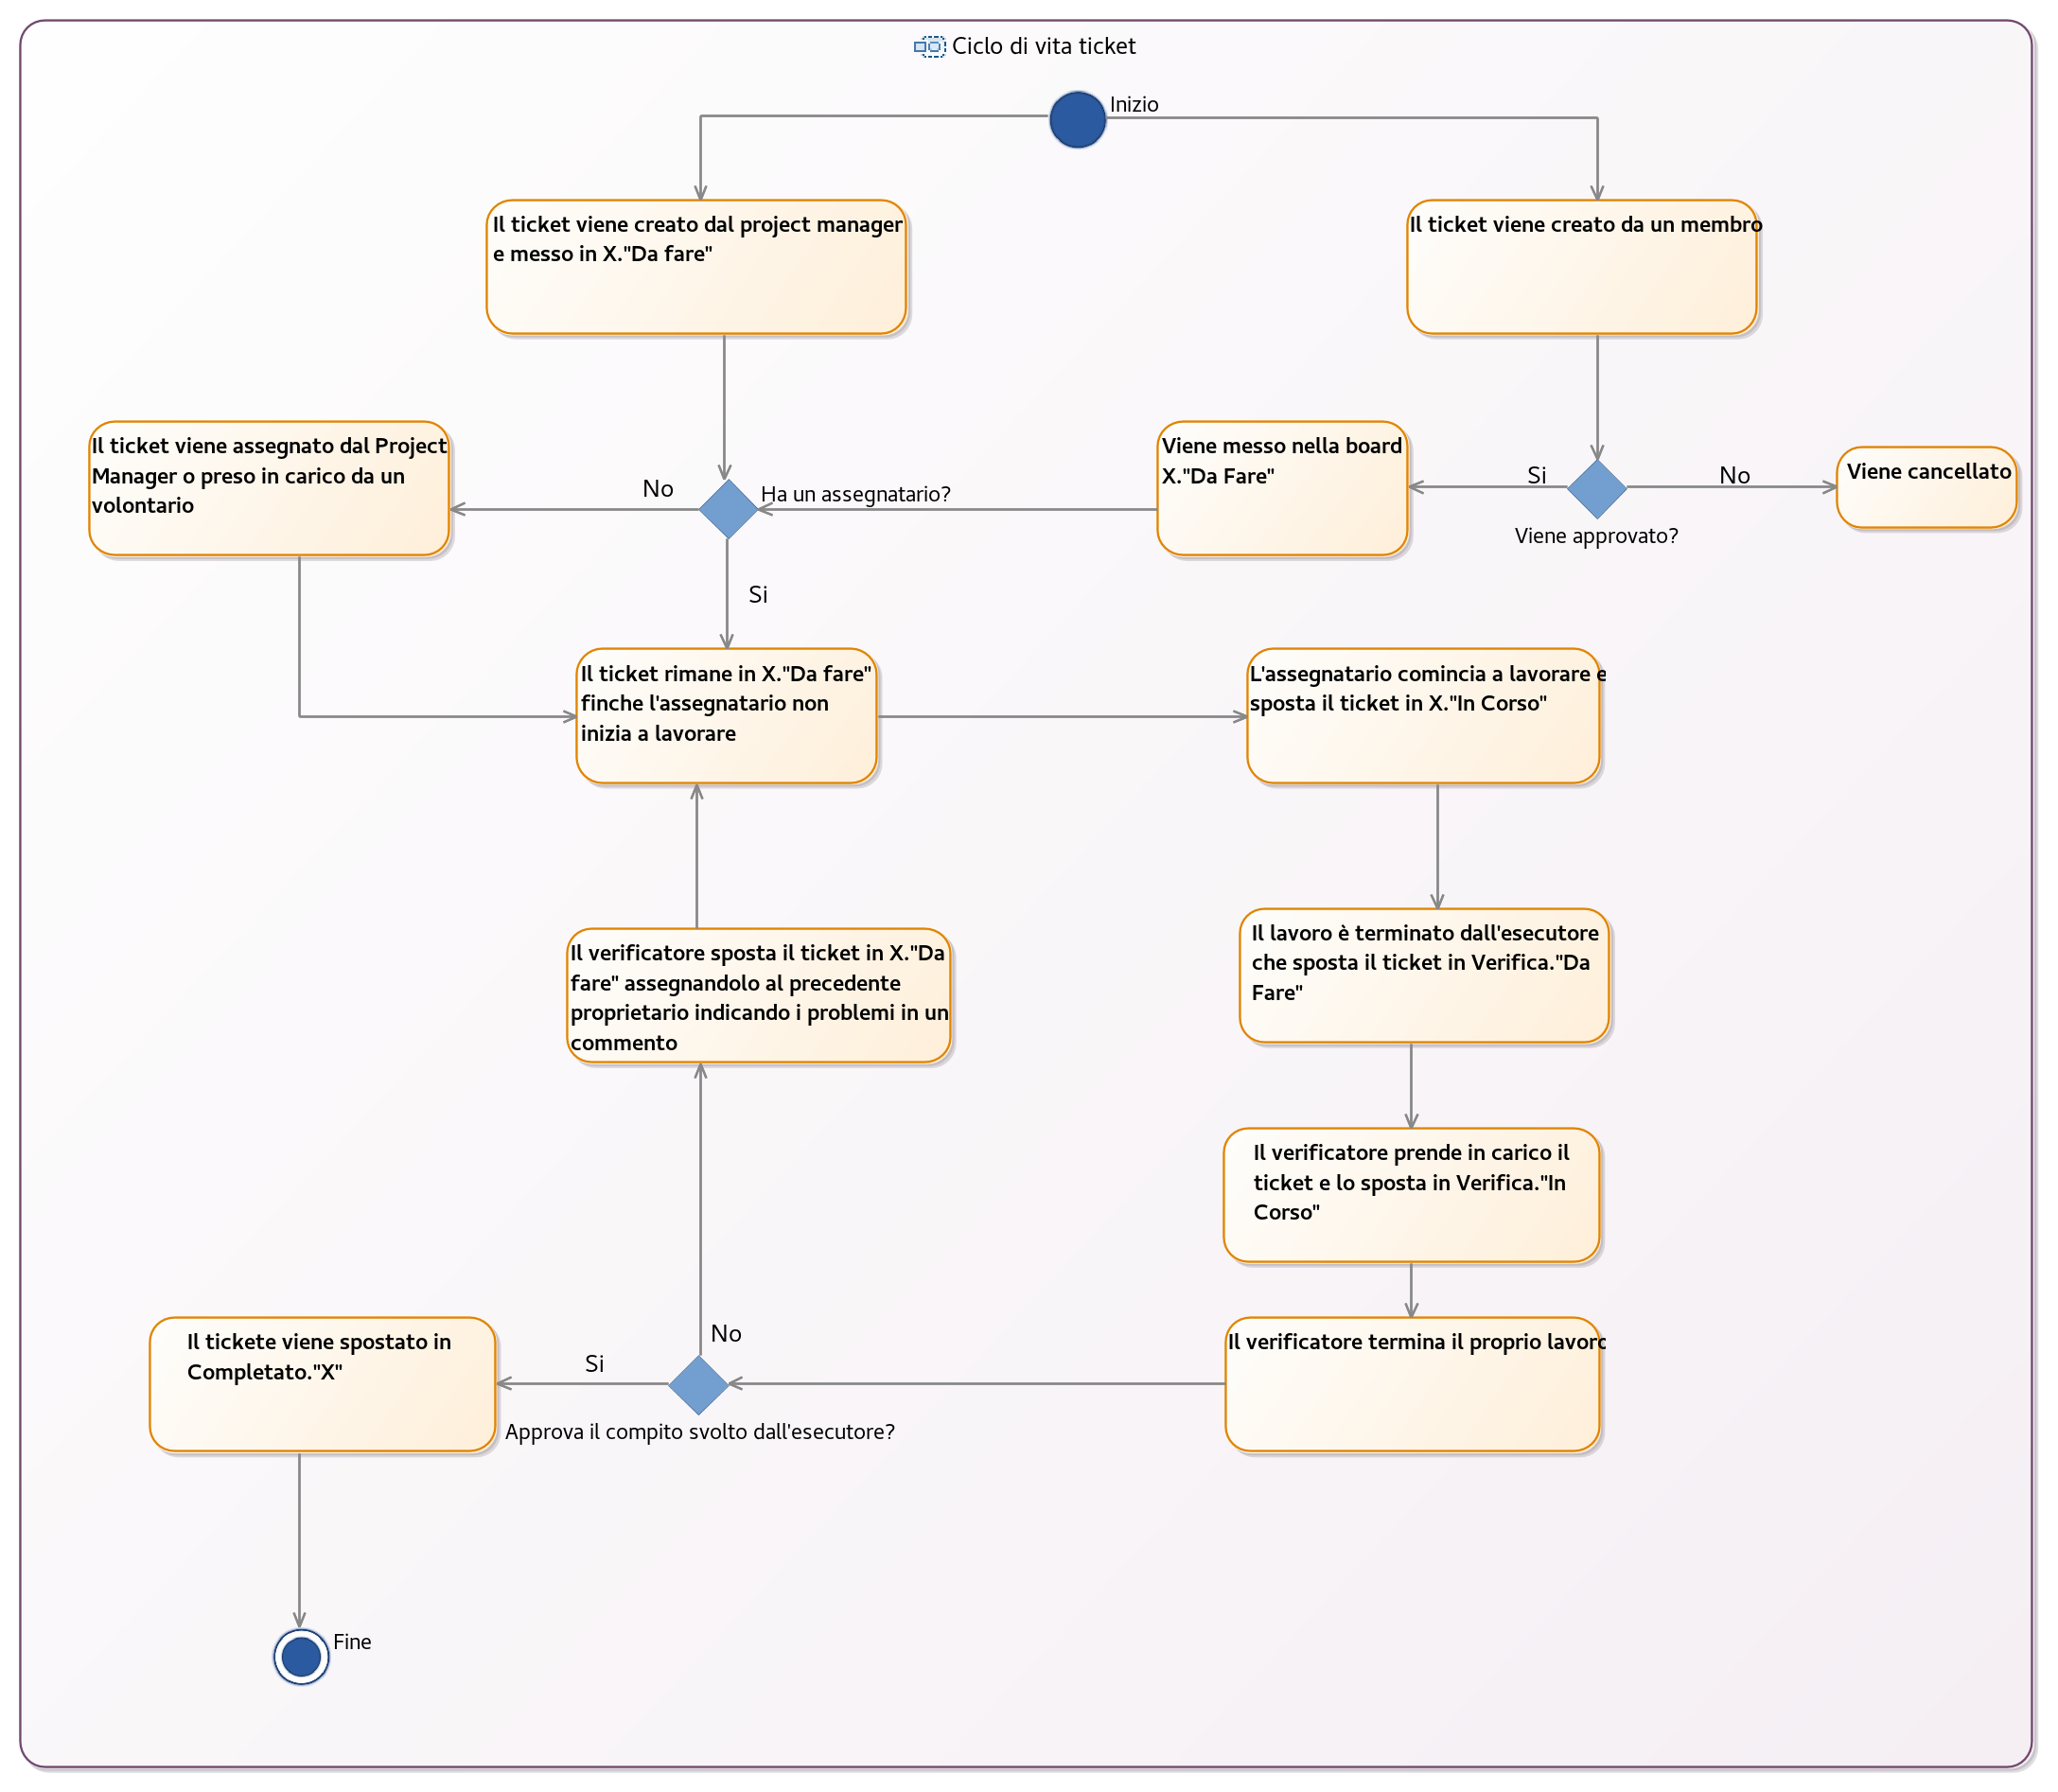 Ciclo di vita ticket
Inizio
Il ticket viene creato dal project manager
e messo in X."Da fare"
Il ticket viene creato da un membro
Il ticket viene assegnato dal Project
Manager o preso in carico da un
volontario
No
Ha un assegnatario?
Viene messo nella board
X."Da Fare"
Si
No
Viene cancellato
Viene approvato?
Si
Il ticket rimane in X."Da fare"
finche l'assegnatario non
inizia a lavorare
L'assegnatario comincia a lavorare e
sposta il ticket in X."In Corso"
Il verificatore sposta il ticket in X."Da
fare" assegnandolo al precedente
proprietario indicando i problemi in un
commento
Il lavoro è terminato dall'esecutore
che sposta il ticket in Verifica."Da
Fare"
Il verificatore prende in carico il
ticket e lo sposta in Verifica."In
Corso"
Il tickete viene spostato in
Completato."X"
Si
No
Approva il compito svolto dall'esecutore?
Il verificatore termina il proprio lavoro
Fine